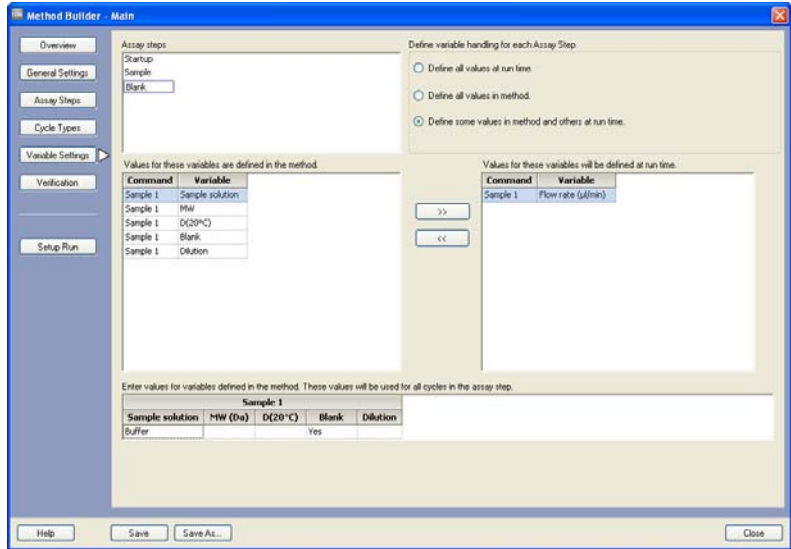 Method Builder - Main
Overview
General Settings
Assay Steps
Cycle Types
Variable Settings
Verification
Setup Run
Assay steps
Startup
Sample
Blank
Define variable handling for each Assay Step
Define all values at run time.
Define all values in method.
Define some values in method and others at run time.
Values for these variables are defined in the method.
Command Variable
Sample 1 Sample solution
Sample 1 MW
Sample 1 D(20°C)
Sample 1 Blank
Sample 1 Dilution
>>
<<
Values for these variables will be defined at run time.
Command Variable
Sample 1 Flow rate (µl/min)
Enter values for variables defined in the method. These values will be used for all cycles in the assay step.
Sample 1
Sample solution MW (Da) D(20°C) Blank Dilution
Buffer Yes
Help Save Save As... Close